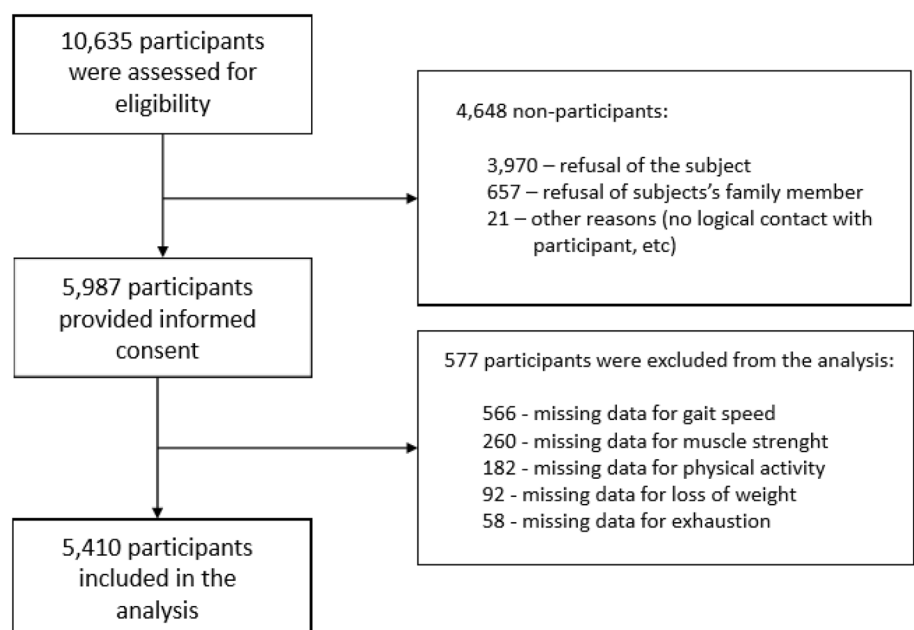 10,635 participants
were assessed for
eligibility
4,648 non-participants:
3,970 – refusal of the subject
657 – refusal of subjects's family member
21 – other reasons (no logical contact with
participant, etc)
5,987 participants
provided informed
consent
577 participants were excluded from the analysis:
566 - missing data for gait speed
260 - missing data for muscle strenght
182 - missing data for physical activity
92 - missing data for loss of weight
58 - missing data for exhaustion
5,410 participants
included in the
analysis